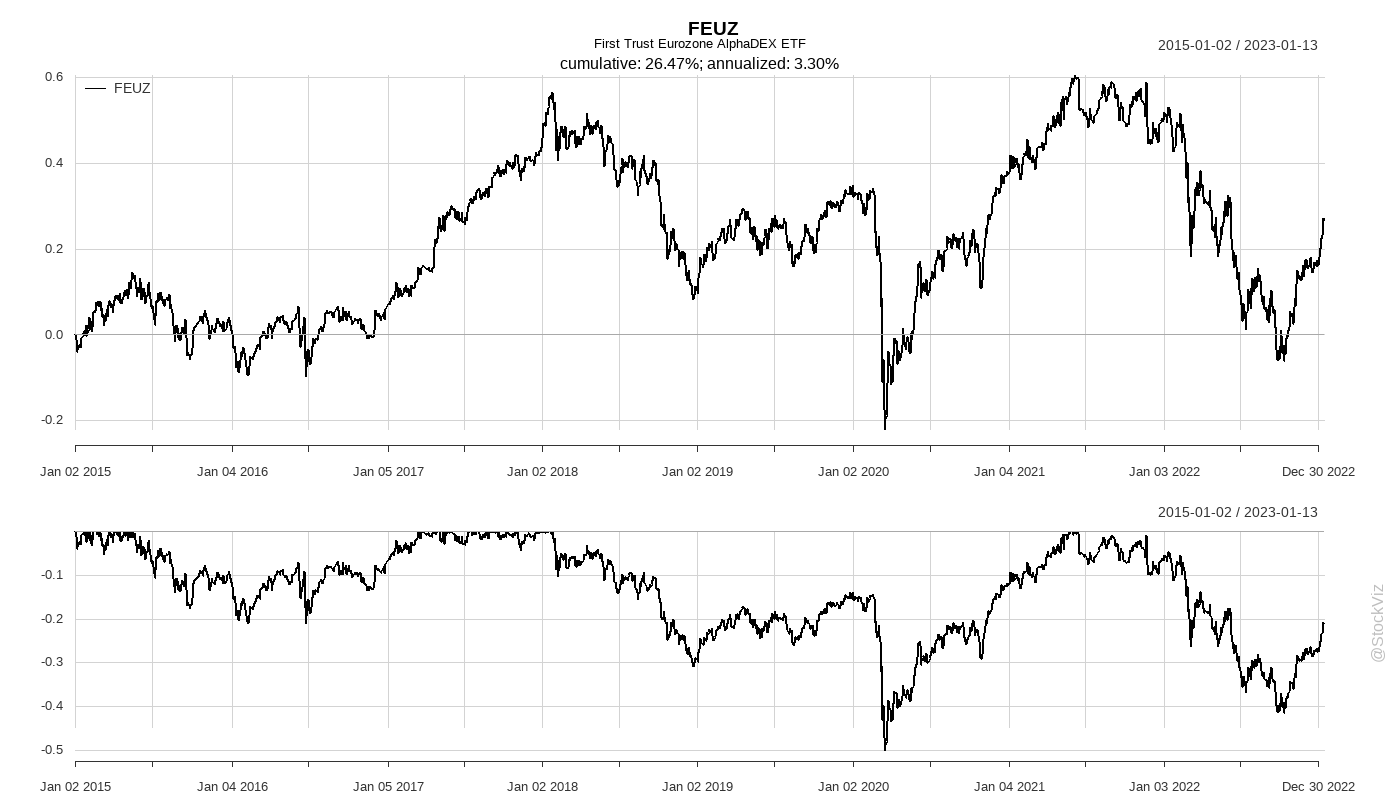 FEUZ
First Trust Eurozone AlphaDEX ETF
cumulative: 26.47%; annualized: 3.30%
2015-01-02 / 2023-01-13
FEUZ
0.6
0.4
0.2
0.0
-0.2
Jan 02 2015 Jan 04 2016 Jan 05 2017 Jan 02 2018 Jan 02 2019 Jan 02 2020 Jan 04 2021 Jan 03 2022 Dec 30 2022
2015-01-02 / 2023-01-13
-0.1
-0.2
-0.3
-0.4
-0.5
Jan 02 2015 Jan 04 2016 Jan 05 2017 Jan 02 2018 Jan 02 2019 Jan 02 2020 Jan 04 2021 Jan 03 2022 Dec 30 2022
@StockViz